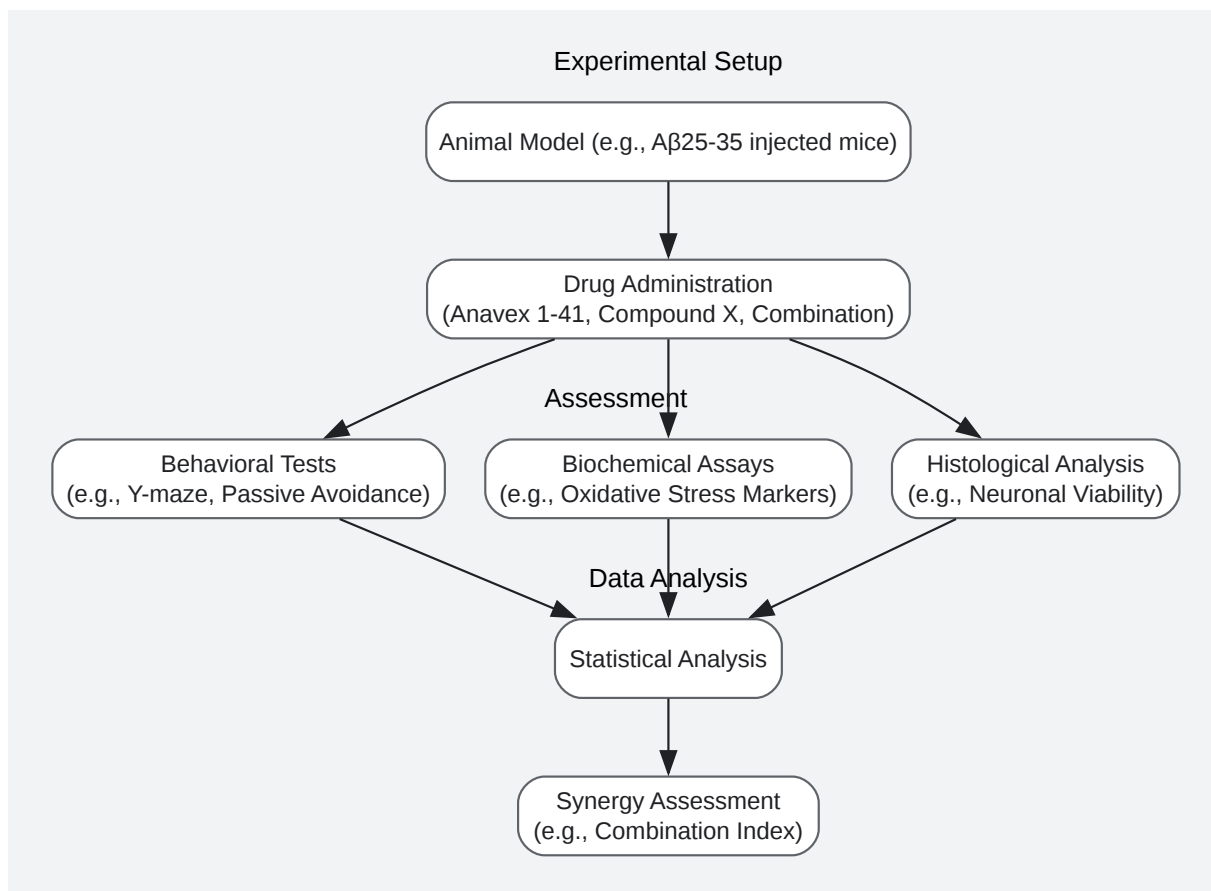 Experimental Setup
Animal Model (e.g., Aβ25-35 injected mice)
Drug Administration
(Anavex 1-41, Compound X, Combination)
Assessment
Behavioral Tests
(e.g., Y-maze, Passive Avoidance)
Biochemical Assays
(e.g., Oxidative Stress Markers)
Histological Analysis
(e.g., Neuronal Viability)
Data Analysis
Statistical Analysis
Synergy Assessment
(e.g., Combination Index)